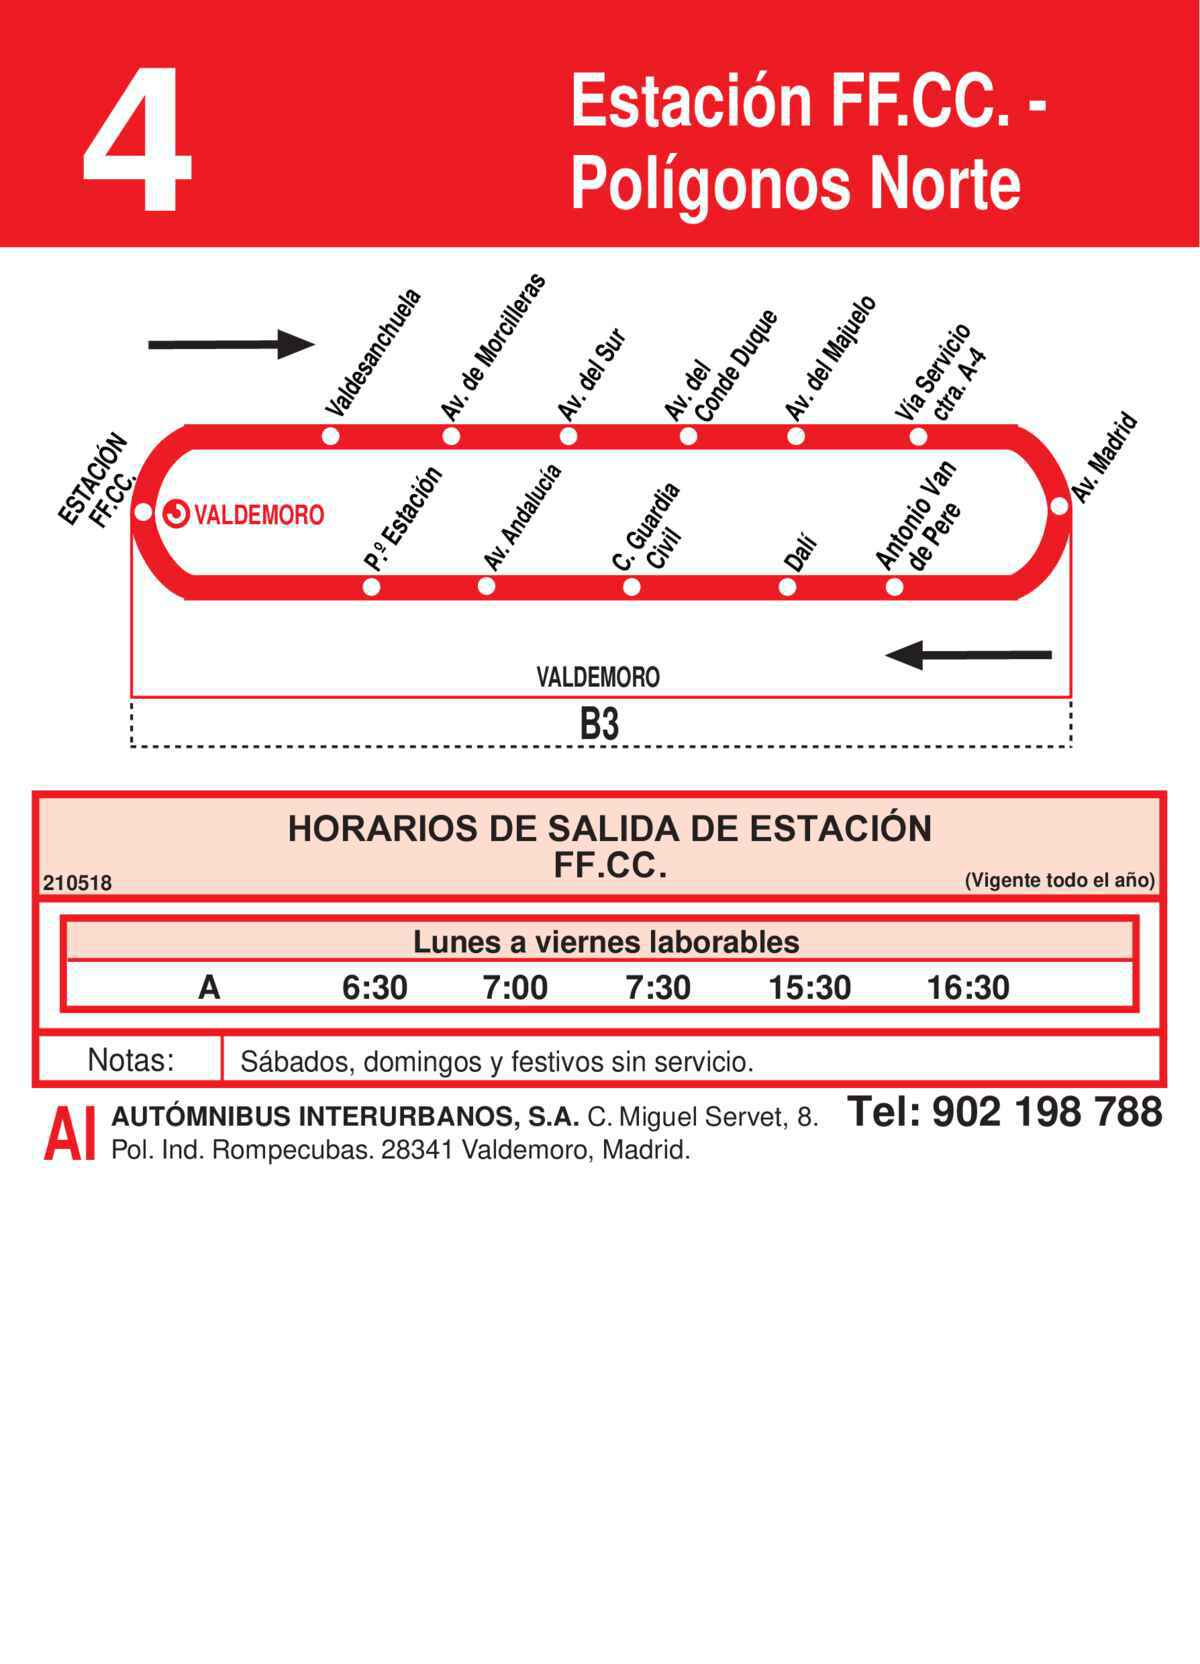 4
Estación FF.CC. -
Polígonos Norte
Valdesanchuela
Av. de Morcilleras
Av. del Sur
Av. del
Conde Duque
Av. del Majuelo
Vía Servicio
ctra. A-4
Av. Madrid
ESTACIÓN
FF.CC.
VALDEMORO
P.º Estación
Av. Andalucía
C. Guardia
Civil
Dalí
Antonio Van
de Pere
VALDEMORO
B3
HORARIOS DE SALIDA DE ESTACIÓN
FF.CC.
210518
(Vigente todo el año)
Lunes a viernes laborables
A 6:30 7:00 7:30 15:30 16:30
Notas: Sábados, domingos y festivos sin servicio.
AI
AUTÓMNIBUS INTERURBANOS, S.A. C. Miguel Servet, 8. Tel: 902 198 788
Pol. Ind. Rompecubas. 28341 Valdemoro, Madrid.